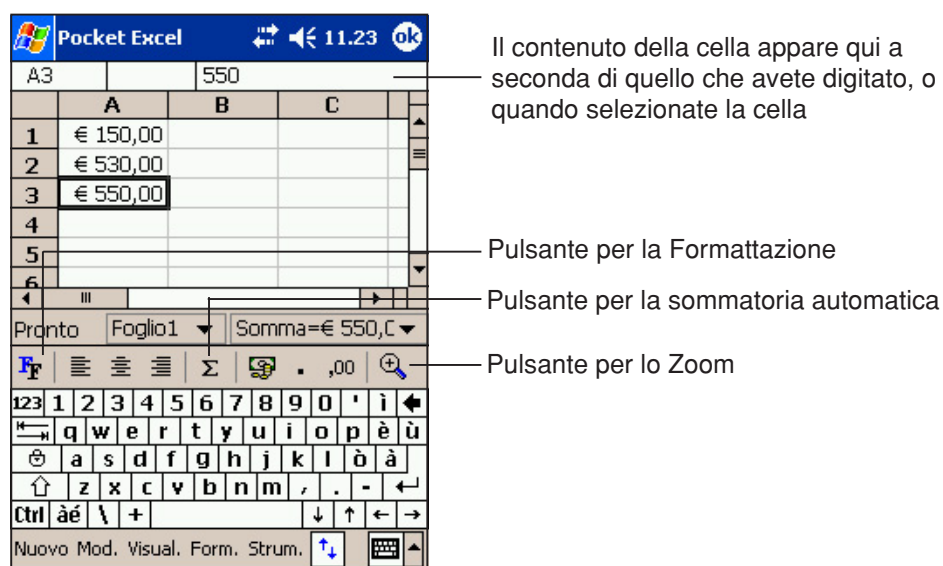 Pocket Excel 11.23 ok
A3 550
A B C
1 € 150,00
2 € 530,00
3 € 550,00
4
5
6
Pronto Foglio1 Somma=€ 550,0
FF Σ . ,00
123 1 2 3 4 5 6 7 8 9 0 ' ì
q w e r t y u i o p è ù
a s d f g h j k l ò à
z x c v b n m , . -
Ctrl àé \ + ↓ ↑ ← →
Nuovo Mod. Visual. Form. Strum.
Il contenuto della cella appare qui a
seconda di quello che avete digitato, o
quando selezionate la cella
Pulsante per la Formattazione
Pulsante per la sommatoria automatica
Pulsante per lo Zoom